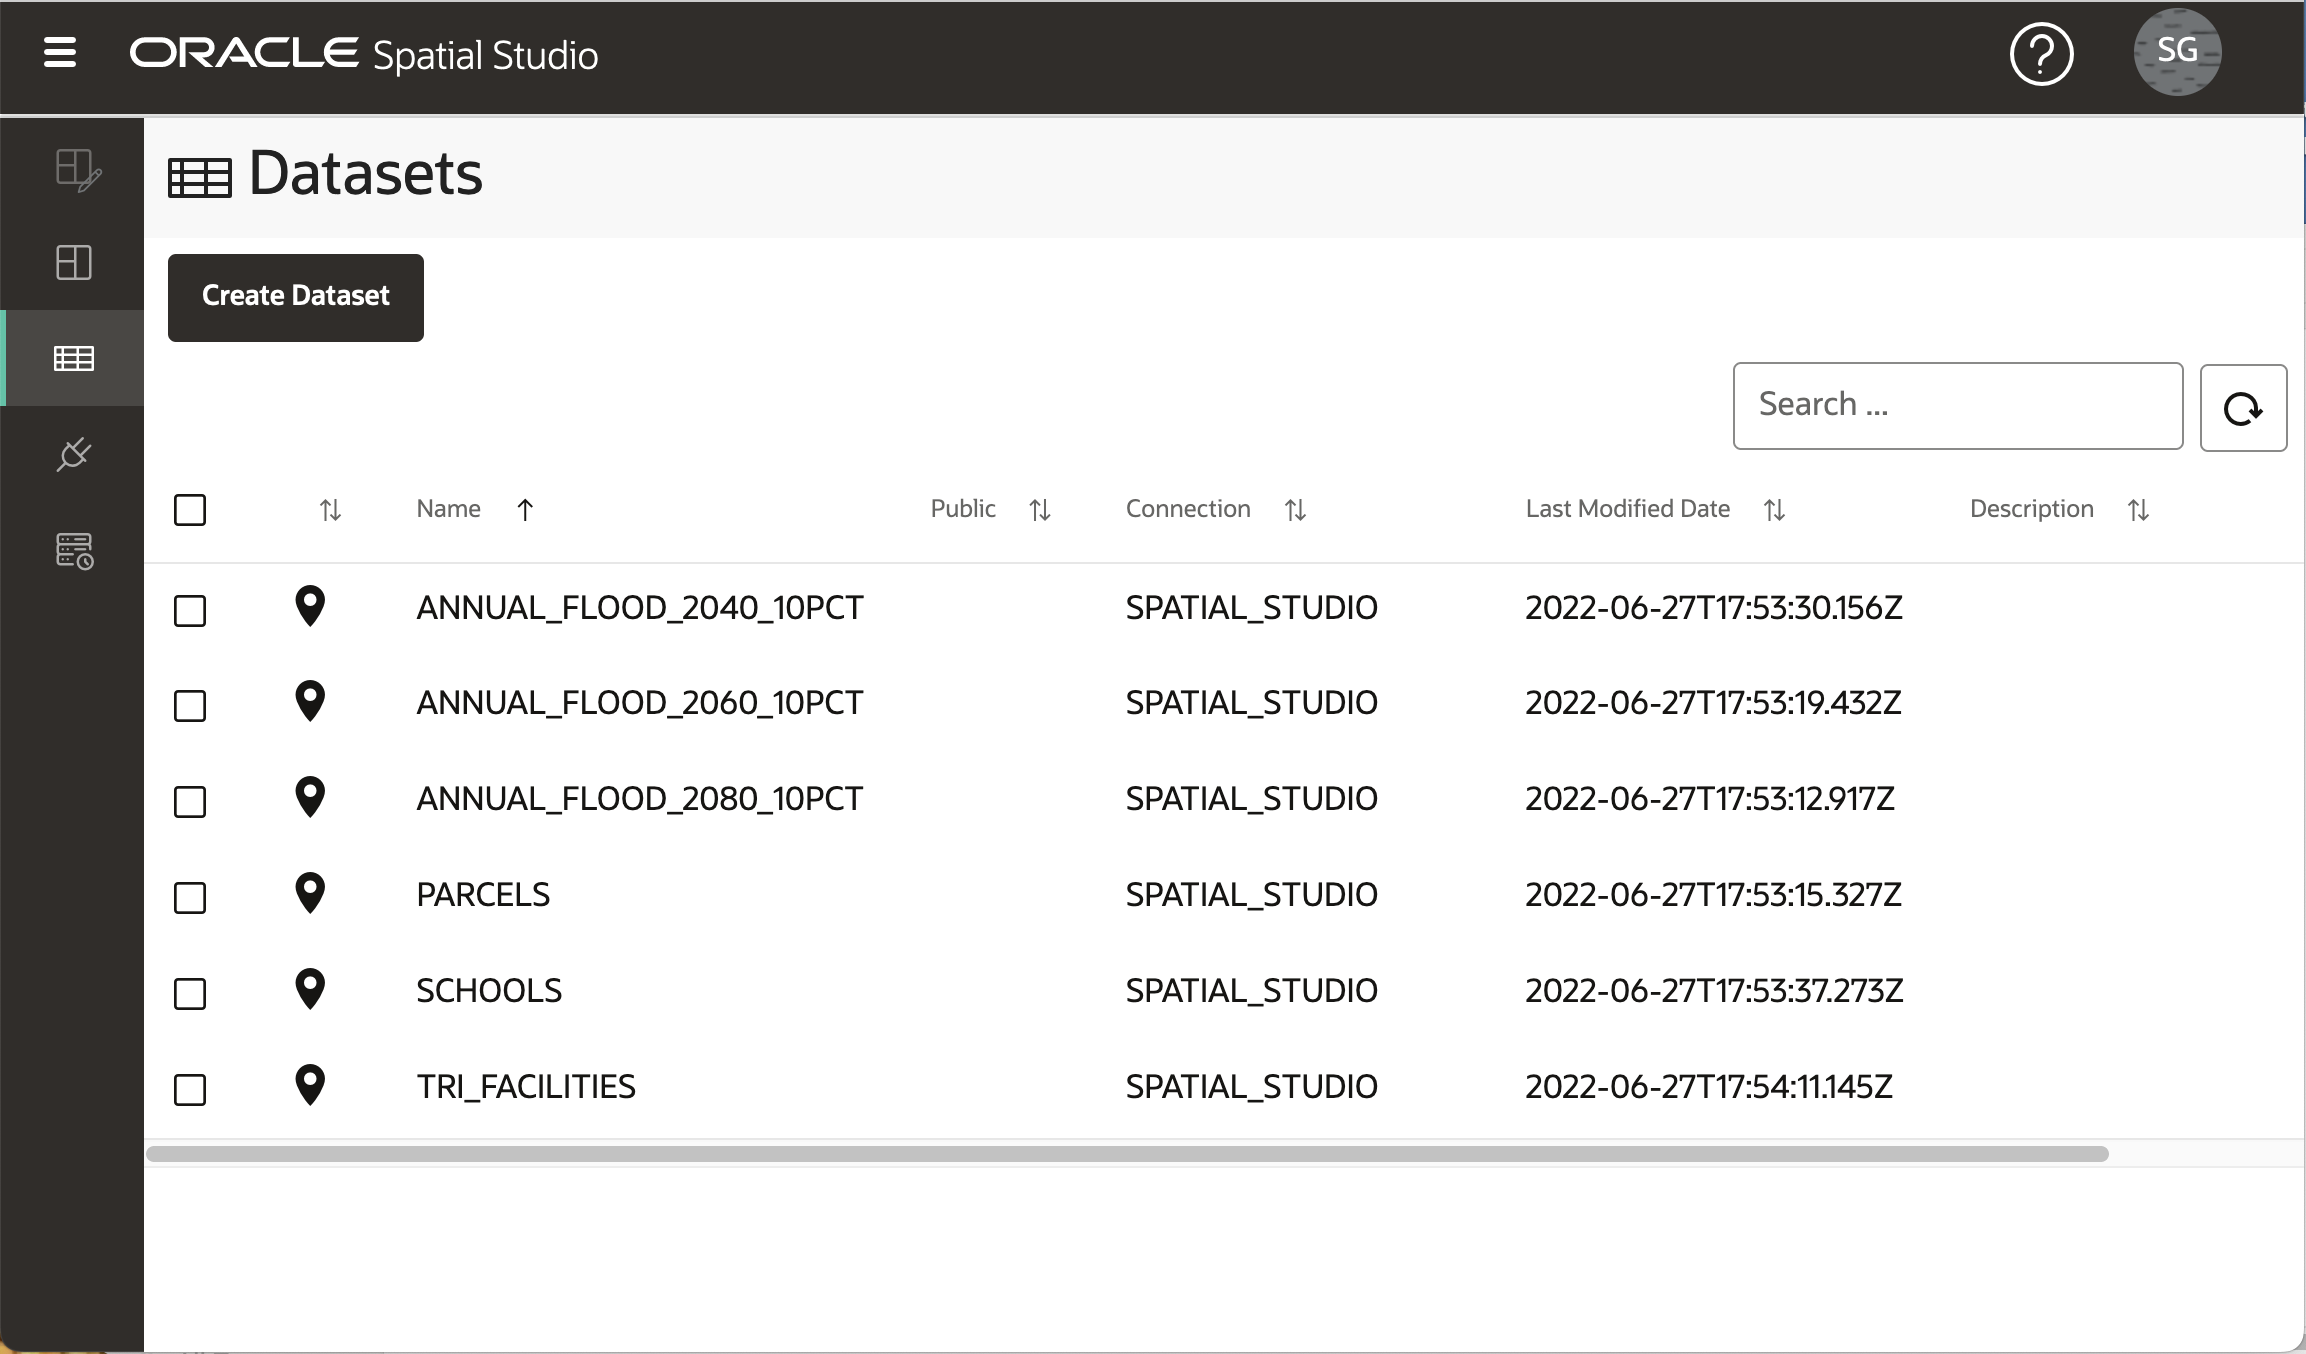 ORACLE Spatial Studio
SG
Datasets
Create Dataset
Search ...
Name Public Connection Last Modified Date Description
ANNUAL_FLOOD_2040_10PCT SPATIAL_STUDIO 2022-06-27T17:53:30.156Z
ANNUAL_FLOOD_2060_10PCT SPATIAL_STUDIO 2022-06-27T17:53:19.432Z
ANNUAL_FLOOD_2080_10PCT SPATIAL_STUDIO 2022-06-27T17:53:12.917Z
PARCELS SPATIAL_STUDIO 2022-06-27T17:53:15.327Z
SCHOOLS SPATIAL_STUDIO 2022-06-27T17:53:37.273Z
TRI_FACILITIES SPATIAL_STUDIO 2022-06-27T17:54:11.145Z